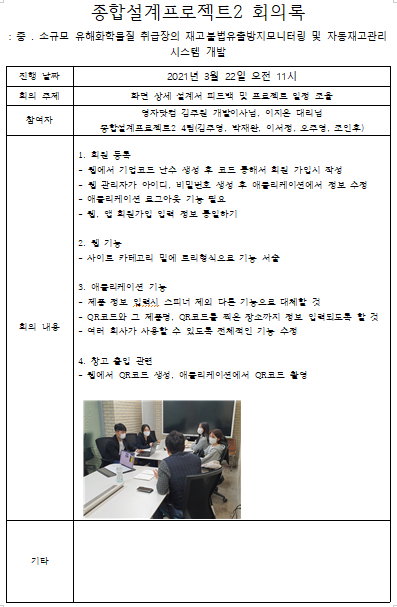 종합설계프로젝트2 회의록
: 중．소규모 유해화학물질 취급장의 재고불법유출방지모니터링 및 자동재고관리
시스템 개발
진행 날짜
2021년 3월 22일 오전 11시
회의 주제
화면 상세 설계서 피드백 및 프로젝트 일정 조율
참여자
영자닷컴 김주원 개발이사님, 이지은 대리님
종합설계프로젝트2 4팀(김주영, 박재완, 이서정, 오주영, 조인후)
회의 내용
1. 회원 등록
- 웹에서 기업코드 난수 생성 후 코드 통해서 회원 가입시 작성
- 웹 관리자가 아이디, 비밀번호 생성 후 애플리케이션에서 정보 수정
- 애플리케이션 로그아웃 기능 필요
- 웹, 앱 회원가입 입력 정보 통일하기
2. 웹 기능
- 사이트 카테고리 밑에 트리형식으로 기능 서술
3. 애플리케이션 기능
- 제품 정보 입력시 스피너 제외 다른 기능으로 대체할 것
- QR코드와 그 제품명, QR코드를 찍은 장소까지 정보 입력되도록 할 것
- 여러 회사가 사용할 수 있도록 전체적인 기능 수정
4. 창고 출입 관련
- 웹에서 QR코드 생성, 애플리케이션에서 QR코드 촬영
기타